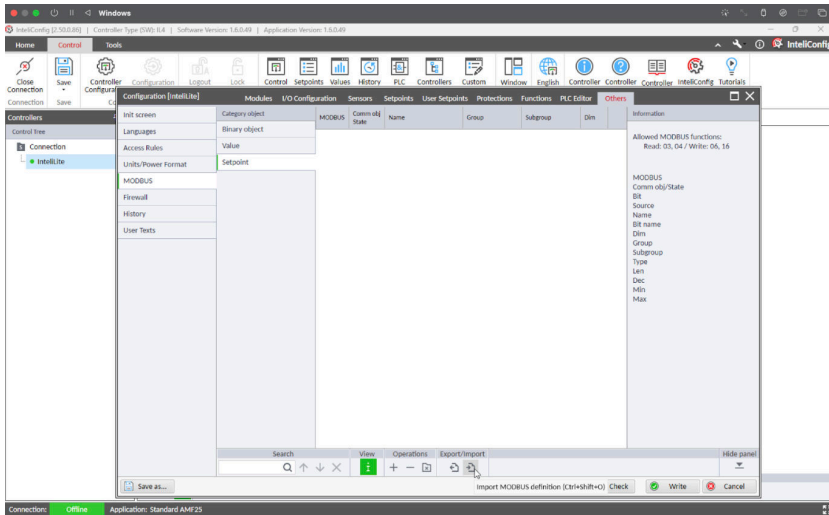 Windows
InteliConfig [2.50.0.86] | Controller Type (SW): IL4 | Software Version: 1.8.0.49 | Application Version: 1.8.0.49
Home Control Tools InteliConfig
Close Connection Save Controller Configuration Configuration Logout Lock Control Setpoints Values History PLC Controllers Custom Window English Controller Controller Controller InteliConfig Tutorials
Connection Save
Configuration [InteliLite] Modules I/O Configuration Sensors Setpoints User Setpoints Protections Functions PLC Editor Others
Controllers
Control Tree
Connection
InteliLite
Init screen
Languages
Access Rules
Units/Power Format
MODBUS
Firewall
History
User Texts
Category object
Binary object
Value
Setpoint
MODBUS Comm obj State Name Group Subgroup Dim
Information
Allowed MODBUS functions:
Read: 03, 04 / Write: 06, 16
MODBUS
Comm obj/State
Bit
Source
Name
Bit name
Dim
Group
Subgroup
Type
Len
Dec
Min
Max
Search View Operations Export/Import Hide panel
Save as... Import MODBUS definition (Ctrl+Shift+O) Check Write Cancel
Connection: Offline Application: Standard AMF25